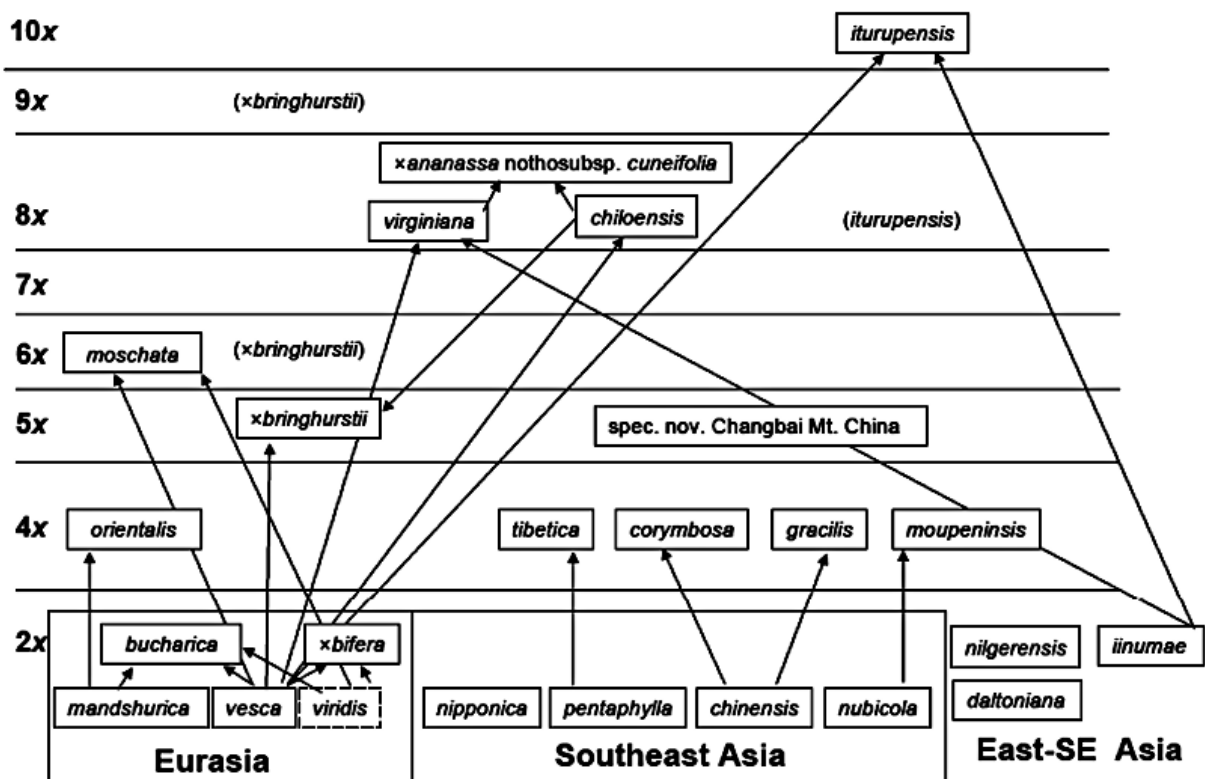 10x
iturupensis
9x
(×bringhurstii)
×ananassa nothosubsp. cuneifolia
8x
virginiana
chiloensis
(iturupensis)
7x
6x
moschata
(×bringhurstii)
5x
×bringhurstii
spec. nov. Changbai Mt. China
4x
orientalis
tibetica
corymbosa
gracilis
moupeninsis
2x
bucharica
×bifera
nilgerensis
iinumae
mandshurica
vesca
viridis
nipponica
pentaphylla
chinensis
nubicola
daltoniana
Eurasia
Southeast Asia
East-SE Asia